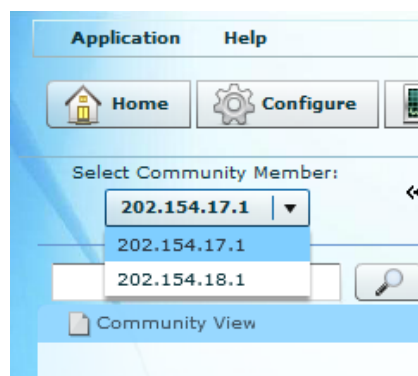 Application Help
Home Configure
Select Community Member:
202.154.17.1
202.154.17.1
202.154.18.1
Community View